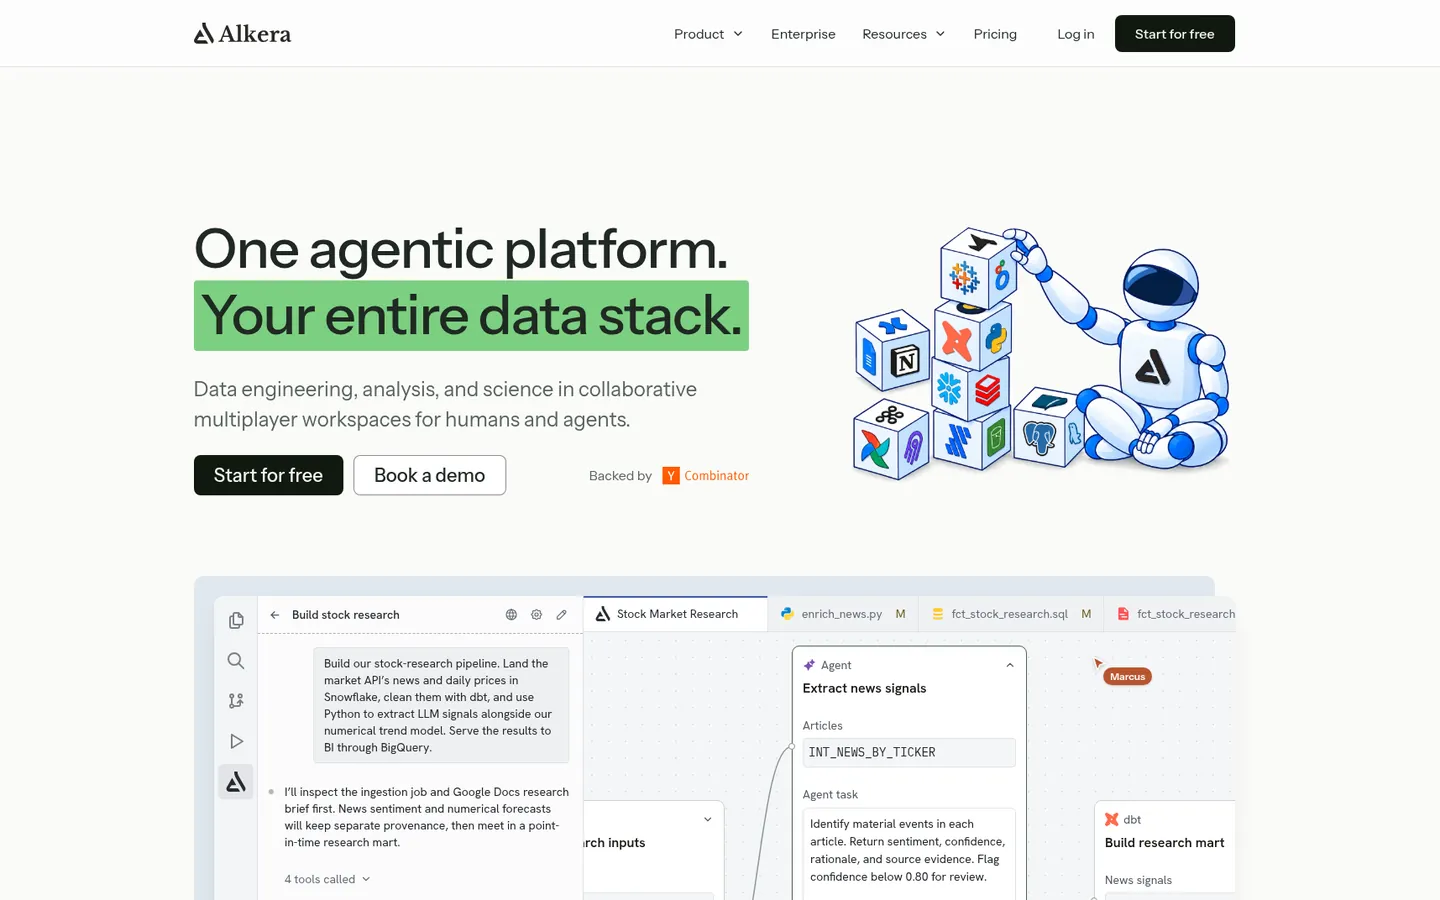 Alkera
Product
Enterprise
Resources
Pricing
Log in
Start for free
One agentic platform.
Your entire data stack.
Data engineering, analysis, and science in collaborative
multiplayer workspaces for humans and agents.
Start for free
Book a demo
Backed by
Y Combinator
Build stock research
Build our stock-research pipeline. Land the
market API’s news and daily prices in
Snowflake, clean them with dbt, and use
Python to extract LLM signals alongside our
numerical trend model. Serve the results to
BI through BigQuery.
I’ll inspect the ingestion job and Google Docs research
brief first. News sentiment and numerical forecasts
will keep separate provenance, then meet in a point-
in-time research mart.
4 tools called
Stock Market Research
enrich_news.py M
fct_stock_research.sql M
fct_stock_research
rch inputs
Agent
Extract news signals
Articles
INT_NEWS_BY_TICKER
Agent task
Identify material events in each
article. Return sentiment, confidence,
rationale, and source evidence. Flag
confidence below 0.80 for review.
Marcus
dbt
Build research mart
News signals